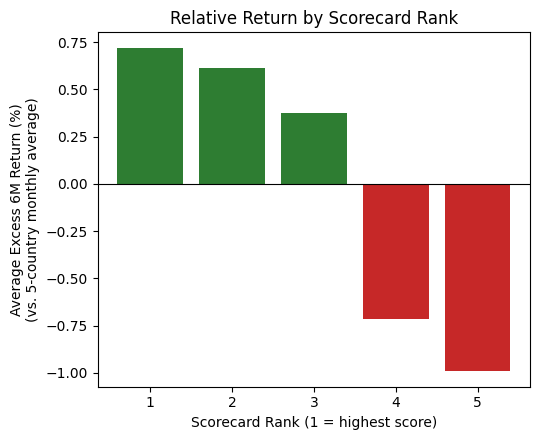 Relative Return by Scorecard Rank
Average Excess 6M Return (%)
(vs. 5-country monthly average)
0.75
0.50
0.25
0.00
−0.25
−0.50
−0.75
−1.00
1 2 3 4 5
Scorecard Rank (1 = highest score)